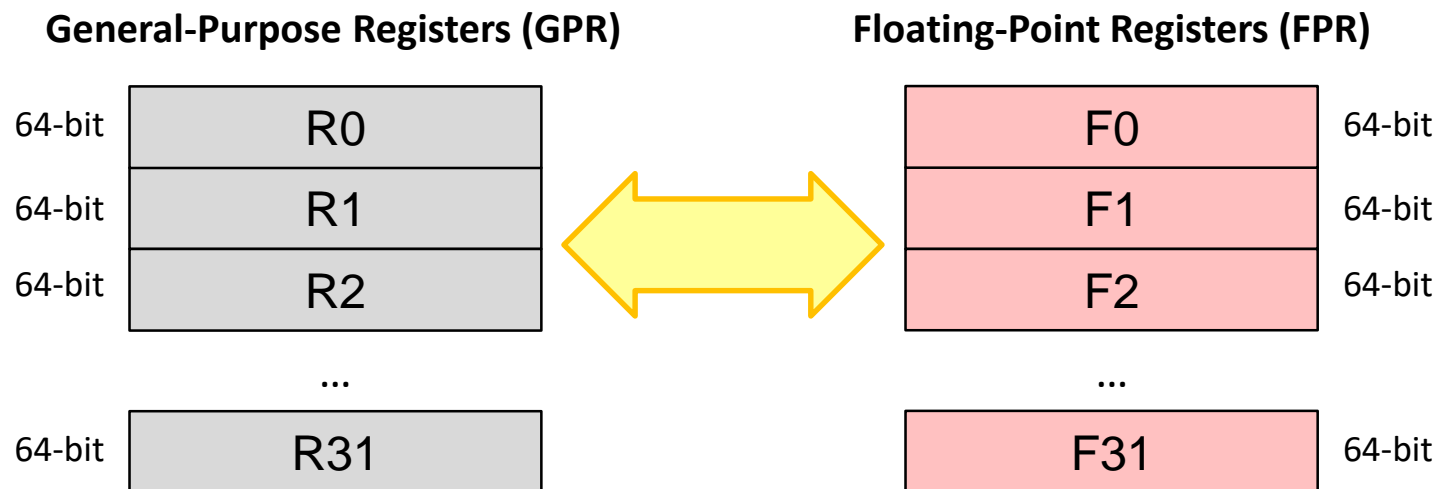 General-Purpose Registers (GPR) Floating-Point Registers (FPR)
64-bit R0 F0 64-bit
64-bit R1 F1 64-bit
64-bit R2 F2 64-bit
... ...
64-bit R31 F31 64-bit